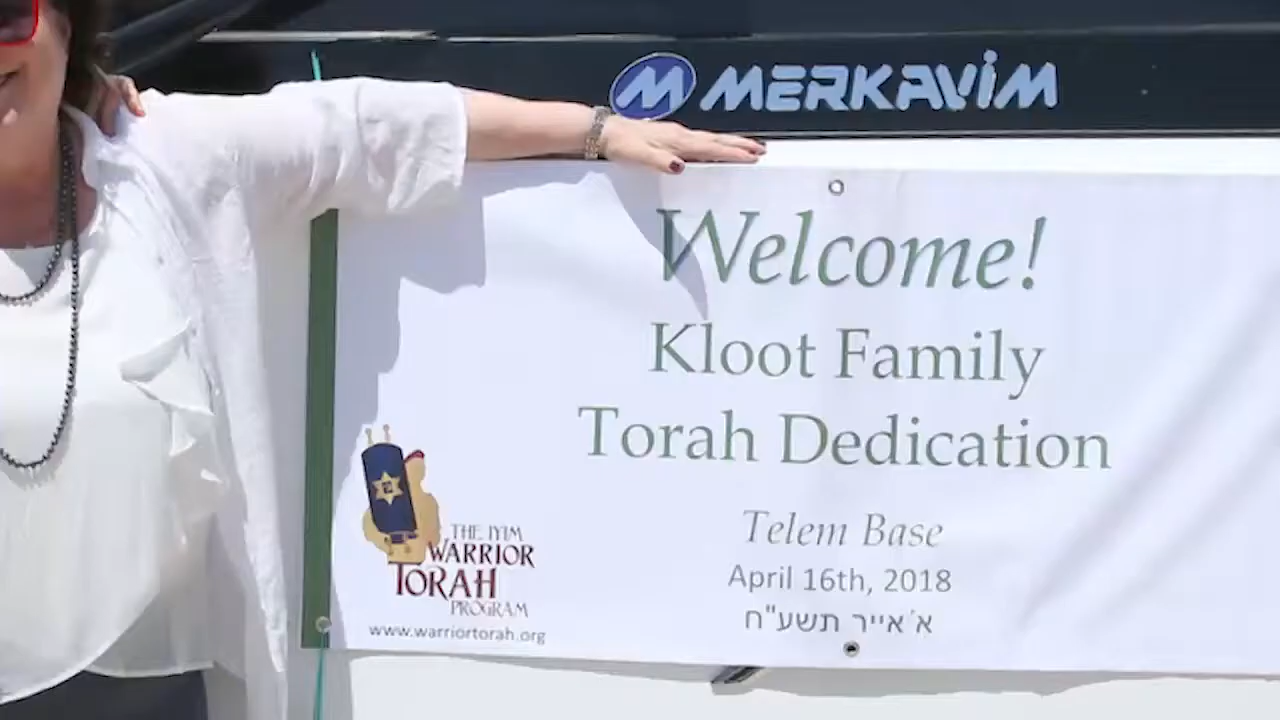 MERKAVIM
Welcome!
Kloot Family
Torah Dedication
Telem Base
April 16th, 2018
א'אייר תשע"ח
THE IYIM
WARRIOR
TORAH
PROGRAM
www.warriortorah.org